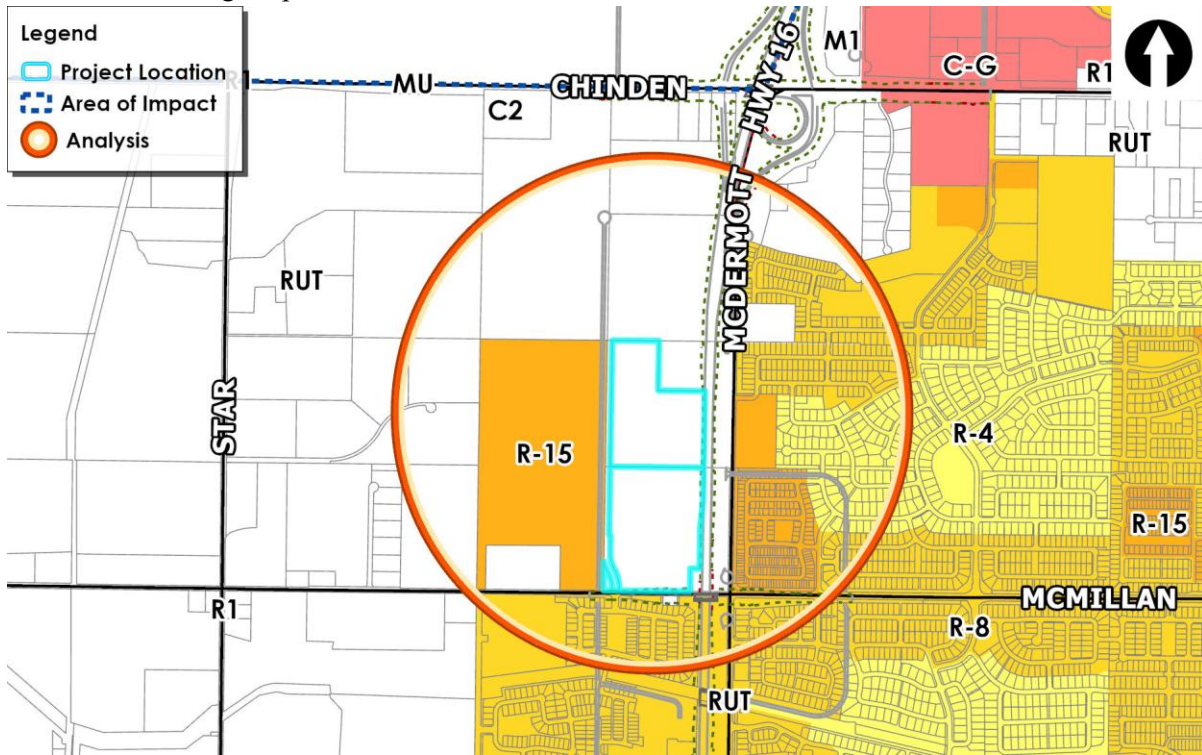 Legend
Project Location
Area of Impact
Analysis
R1
MU
CHINDEN
C2
HWY 16
M1
C-G
R1
RUT
MCDERMOTT
RUT
STAR
R-15
R-4
R-15
R1
MCMILLAN
R-8
RUT